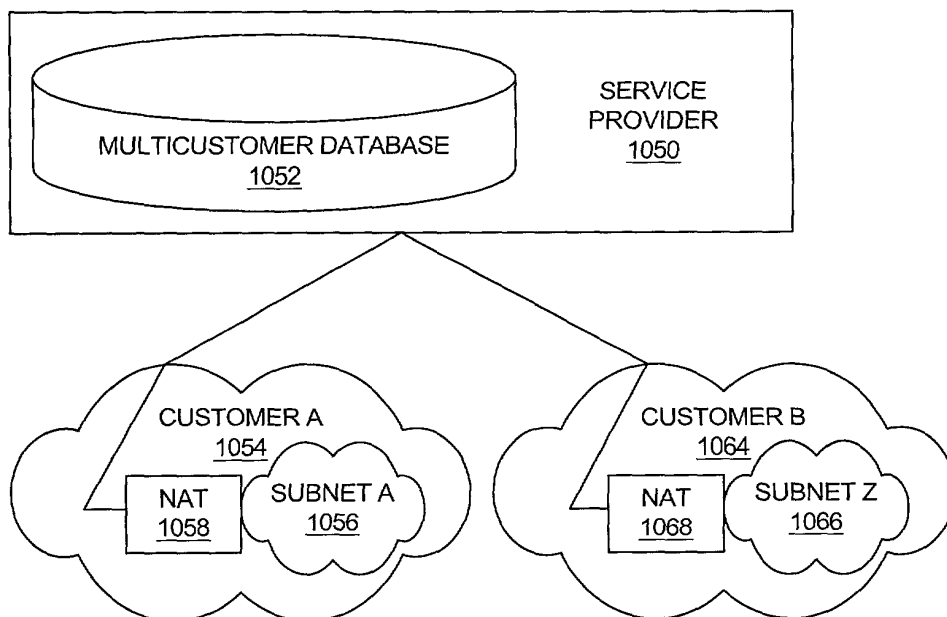 MULTICUSTOMER DATABASE
1052
SERVICE
PROVIDER
1050
CUSTOMER A
1054
NAT
1058
SUBNET A
1056
CUSTOMER B
1064
NAT
1068
SUBNET Z
1066